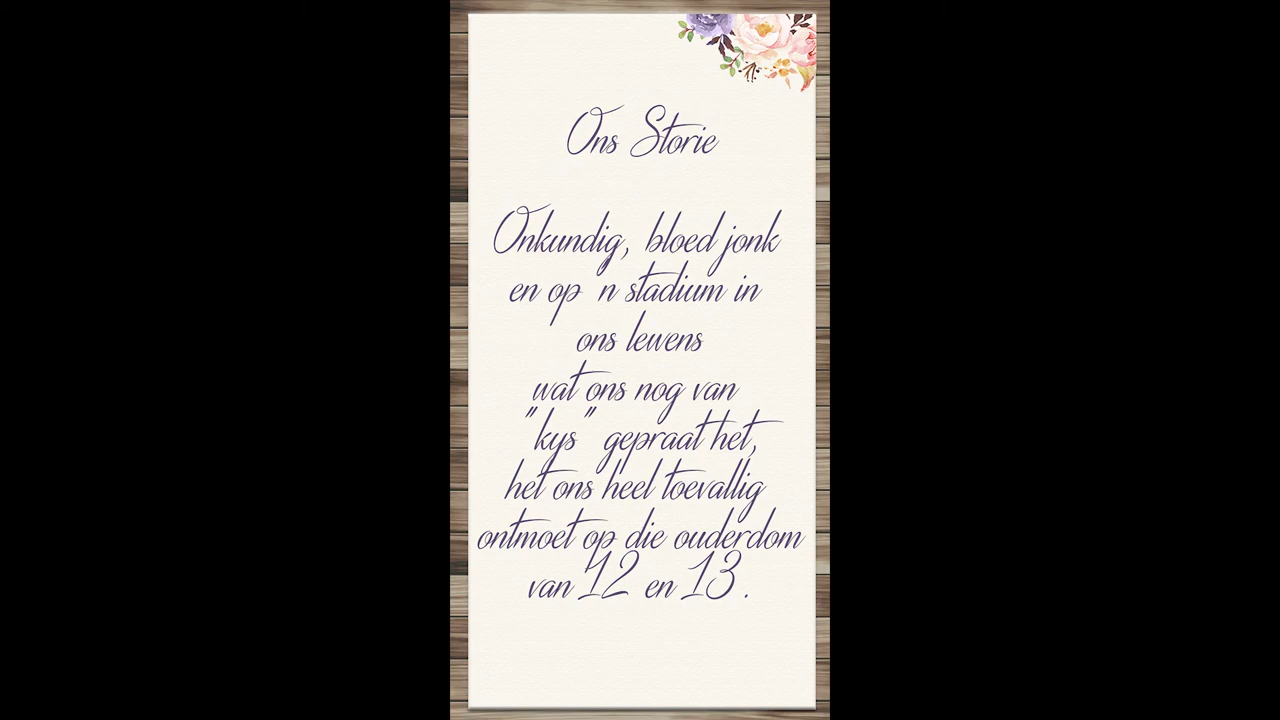 Ons Storie
Onkundig, bloed jonk
en op n stadium in
ons lewens
wat ons nog van
"kys" gepraat het,
het ons heel toevallig
ontmoet op die ouderdom
van 12 en 13 .